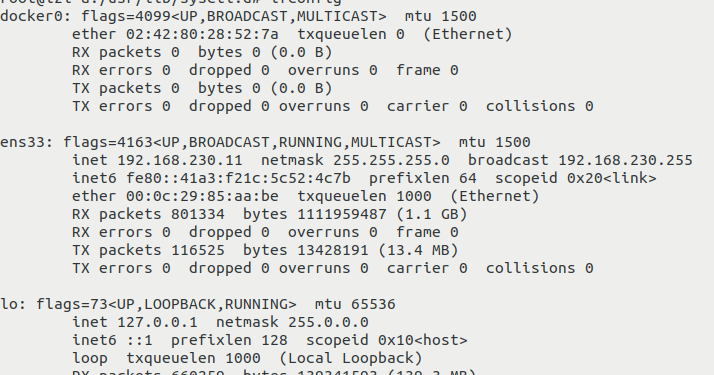 docker0: flags=4099<UP,BROADCAST,MULTICAST>  mtu 1500
        ether 02:42:80:28:52:7a  txqueuelen 0  (Ethernet)
        RX packets 0  bytes 0 (0.0 B)
        RX errors 0  dropped 0  overruns 0  frame 0
        TX packets 0  bytes 0 (0.0 B)
        TX errors 0  dropped 0 overruns 0  carrier 0  collisions 0
ens33: flags=4163<UP,BROADCAST,RUNNING,MULTICAST>  mtu 1500
        inet 192.168.230.11  netmask 255.255.255.0  broadcast 192.168.230.255
        inet6 fe80::41a3:f21c:5c52:4c7b  prefixlen 64  scopeid 0x20<link>
        ether 00:0c:29:85:aa:be  txqueuelen 1000  (Ethernet)
        RX packets 801334  bytes 1111959487 (1.1 GB)
        RX errors 0  dropped 0  overruns 0  frame 0
        TX packets 116525  bytes 13428191 (13.4 MB)
        TX errors 0  dropped 0 overruns 0  carrier 0  collisions 0
lo: flags=73<UP,LOOPBACK,RUNNING>  mtu 65536
        inet 127.0.0.1  netmask 255.0.0.0
        inet6 ::1  prefixlen 128  scopeid 0x10<host>
        loop  txqueuelen 1000  (Local Loopback)
        RX packets 660259  bytes